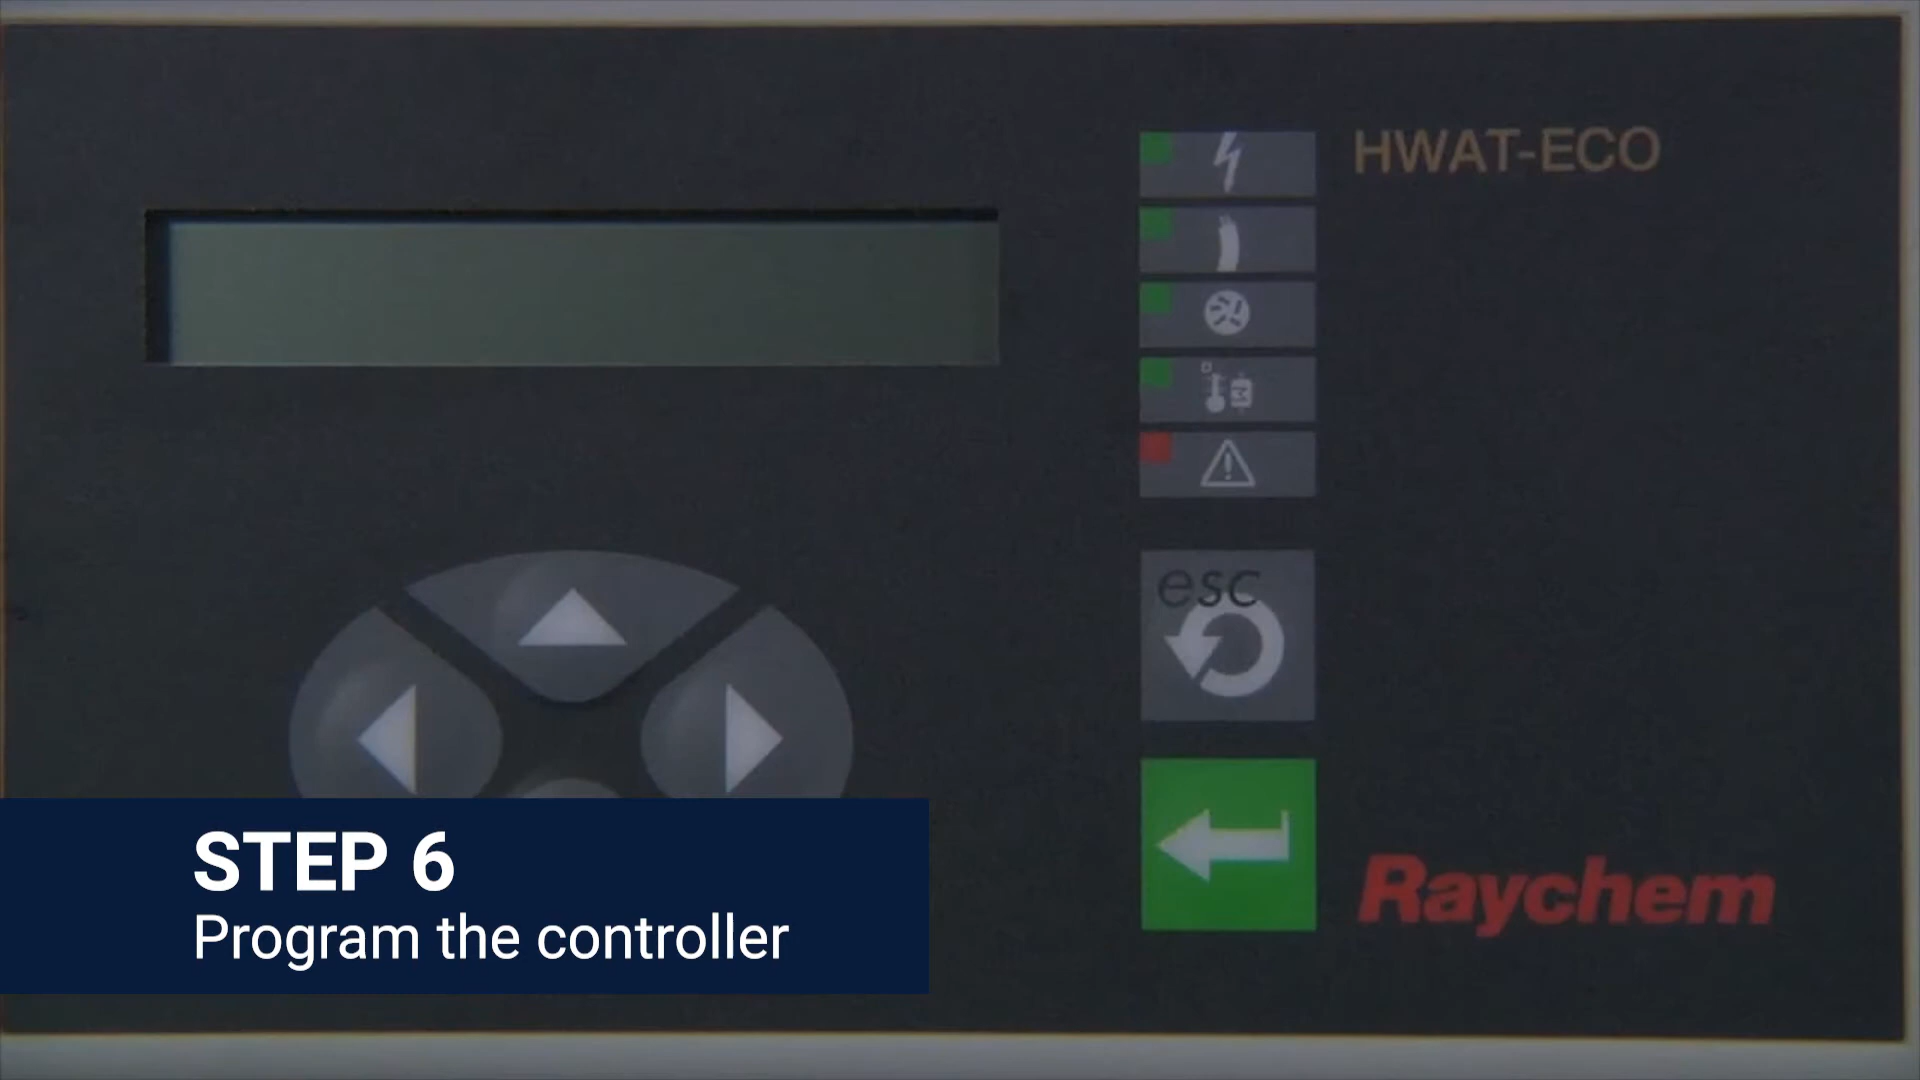 HWAT-ECO
esc
Raychem
STEP 6
Program the controller